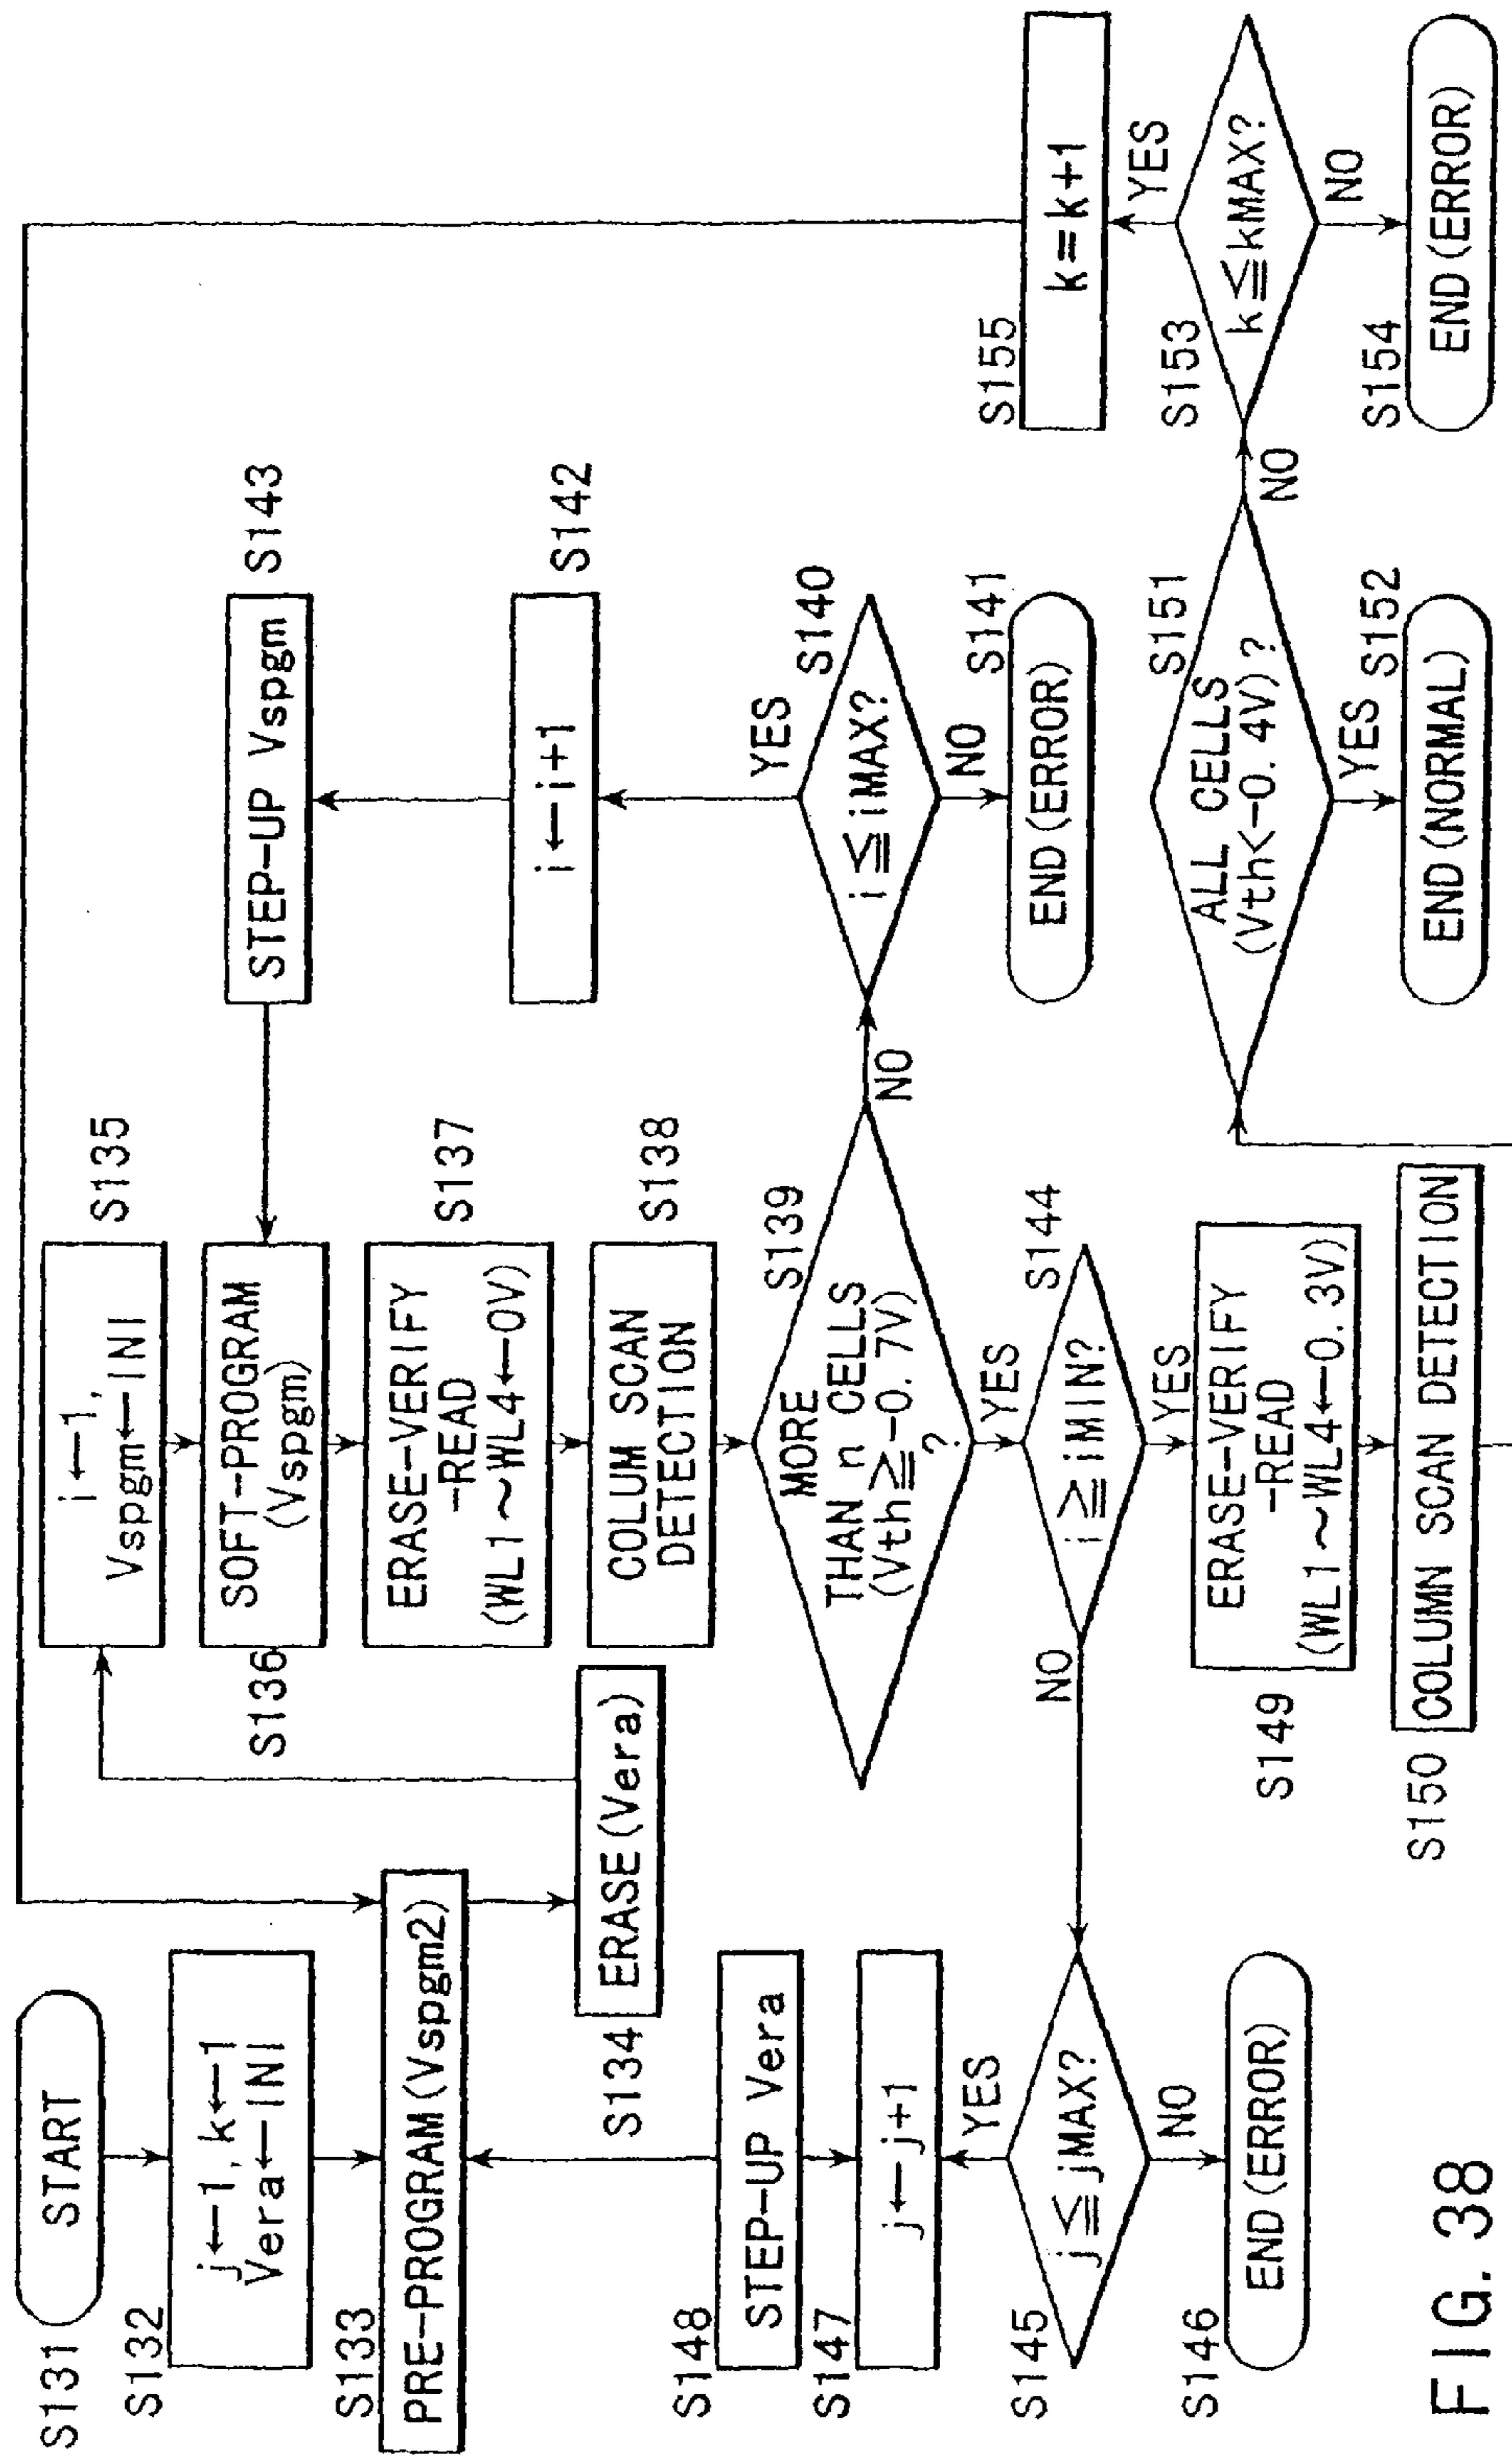 S131
START
S132
j←1, k←1
Vera←INI
S133
PRE-PROGRAM(Vspgm2)
S134
ERASE(Vera)
S135
i←1,
Vspgm←INI
S136
SOFT-PROGRAM
(Vspgm)
S137
ERASE-VERIFY
-READ
(WL1~WL4←0V)
S138
COLUM SCAN
DETECTION
S139
MORE
THAN n CELLS
(Vth≧-0.7V)
?
NO
YES
S140
i≦iMAX?
YES
NO
S141
END(ERROR)
S142
i←i+1
S143
STEP-UP Vspgm
S144
i≧iMIN?
NO
YES
S145
j≦jMAX?
YES
NO
S146
END(ERROR)
S147
j←j+1
S148
STEP-UP Vera
S149
ERASE-VERIFY
-READ
(WL1~WL4←0.3V)
S150
COLUMN SCAN DETECTION
S151
ALL CELLS
(Vth<-0.4V)?
NO
YES
S152
END(NORMAL)
S153
k≦kMAX?
YES
NO
S154
END(ERROR)
S155
k=k+1
FIG. 38